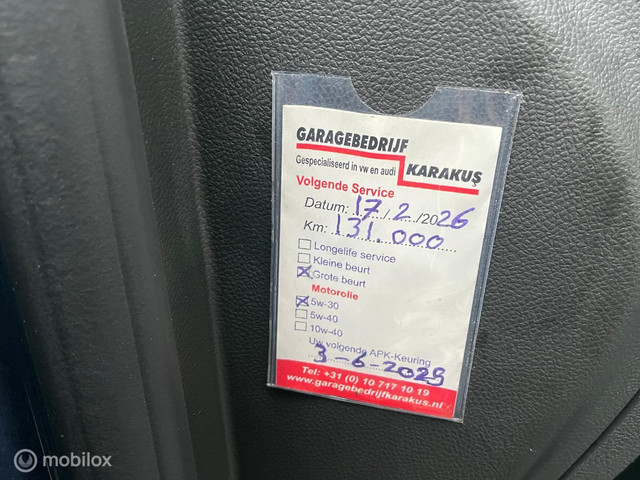 GARAGEBEDRIJF
Gespecialiseerd in vw en audi
KARAKUŞ
Volgende Service
Datum: 17/2/2026
Km: 131.000
Longelife service
Kleine beurt
Grote beurt
Motorolie
5w-30
5w-40
10w-40
Uw volgende APK-Keuring
3-6-2025
Tel: +31 (0) 10 717 10 19
www.garagebedrijfkarakus.nl
mobilox